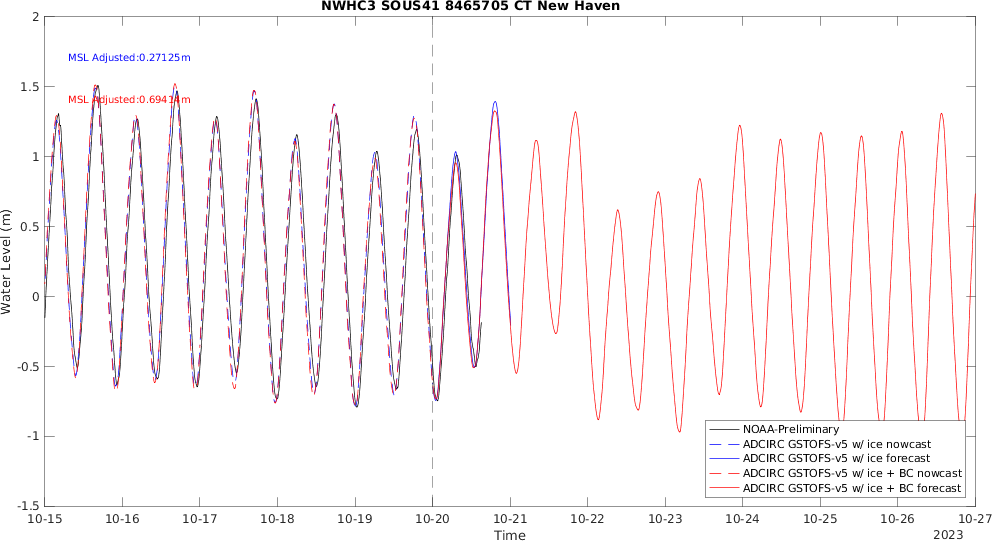 NWHC3 SOUS41 8465705 CT New Haven
2
1.5
1
0.5
0
-0.5
-1
-1.5
Water Level (m)
MSL Adjusted:0.27125m
MSL Adjusted:0.69414m
NOAA-Preliminary
ADCIRC GSTOFS-v5 w/ ice nowcast
ADCIRC GSTOFS-v5 w/ ice forecast
ADCIRC GSTOFS-v5 w/ ice + BC nowcast
ADCIRC GSTOFS-v5 w/ ice + BC forecast
10-15 10-16 10-17 10-18 10-19 10-20 10-21 10-22 10-23 10-24 10-25 10-26 10-27
Time
2023